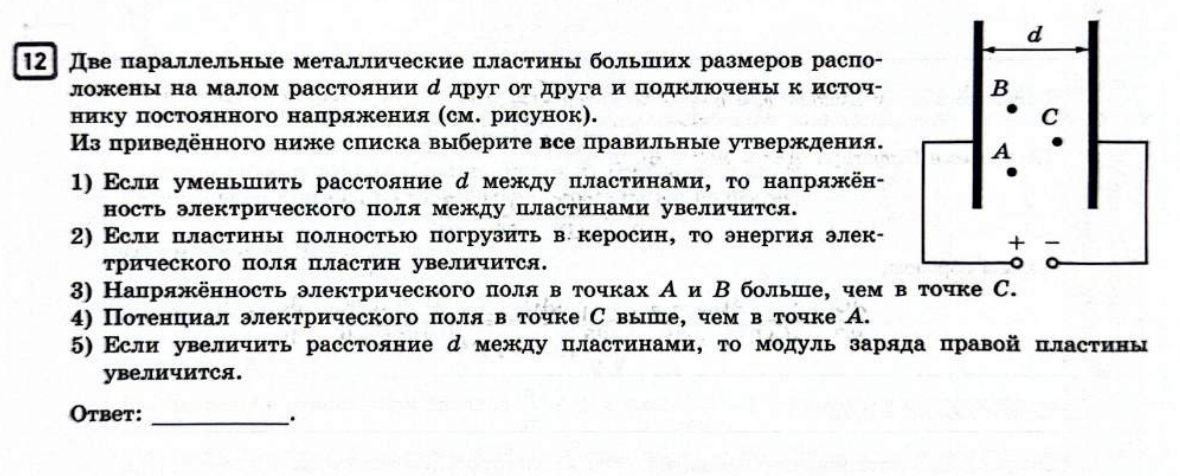 12 Две параллельные металлические пластины больших размеров распо-
ложены на малом расстоянии d друг от друга и подключены к источ-
нику постоянного напряжения (см. рисунок).
Из приведённого ниже списка выберите все правильные утверждения.
1) Если уменьшить расстояние d между пластинами, то напряжён-
ность электрического поля между пластинами увеличится.
2) Если пластины полностью погрузить в керосин, то энергия элек-
трического поля пластин увеличится.
3) Напряжённость электрического поля в точках A и B больше, чем в точке C.
4) Потенциал электрического поля в точке C выше, чем в точке A.
5) Если увеличить расстояние d между пластинами, то модуль заряда правой пластины
увеличится.
Ответ: ____________.
d
B
C
A
+ −